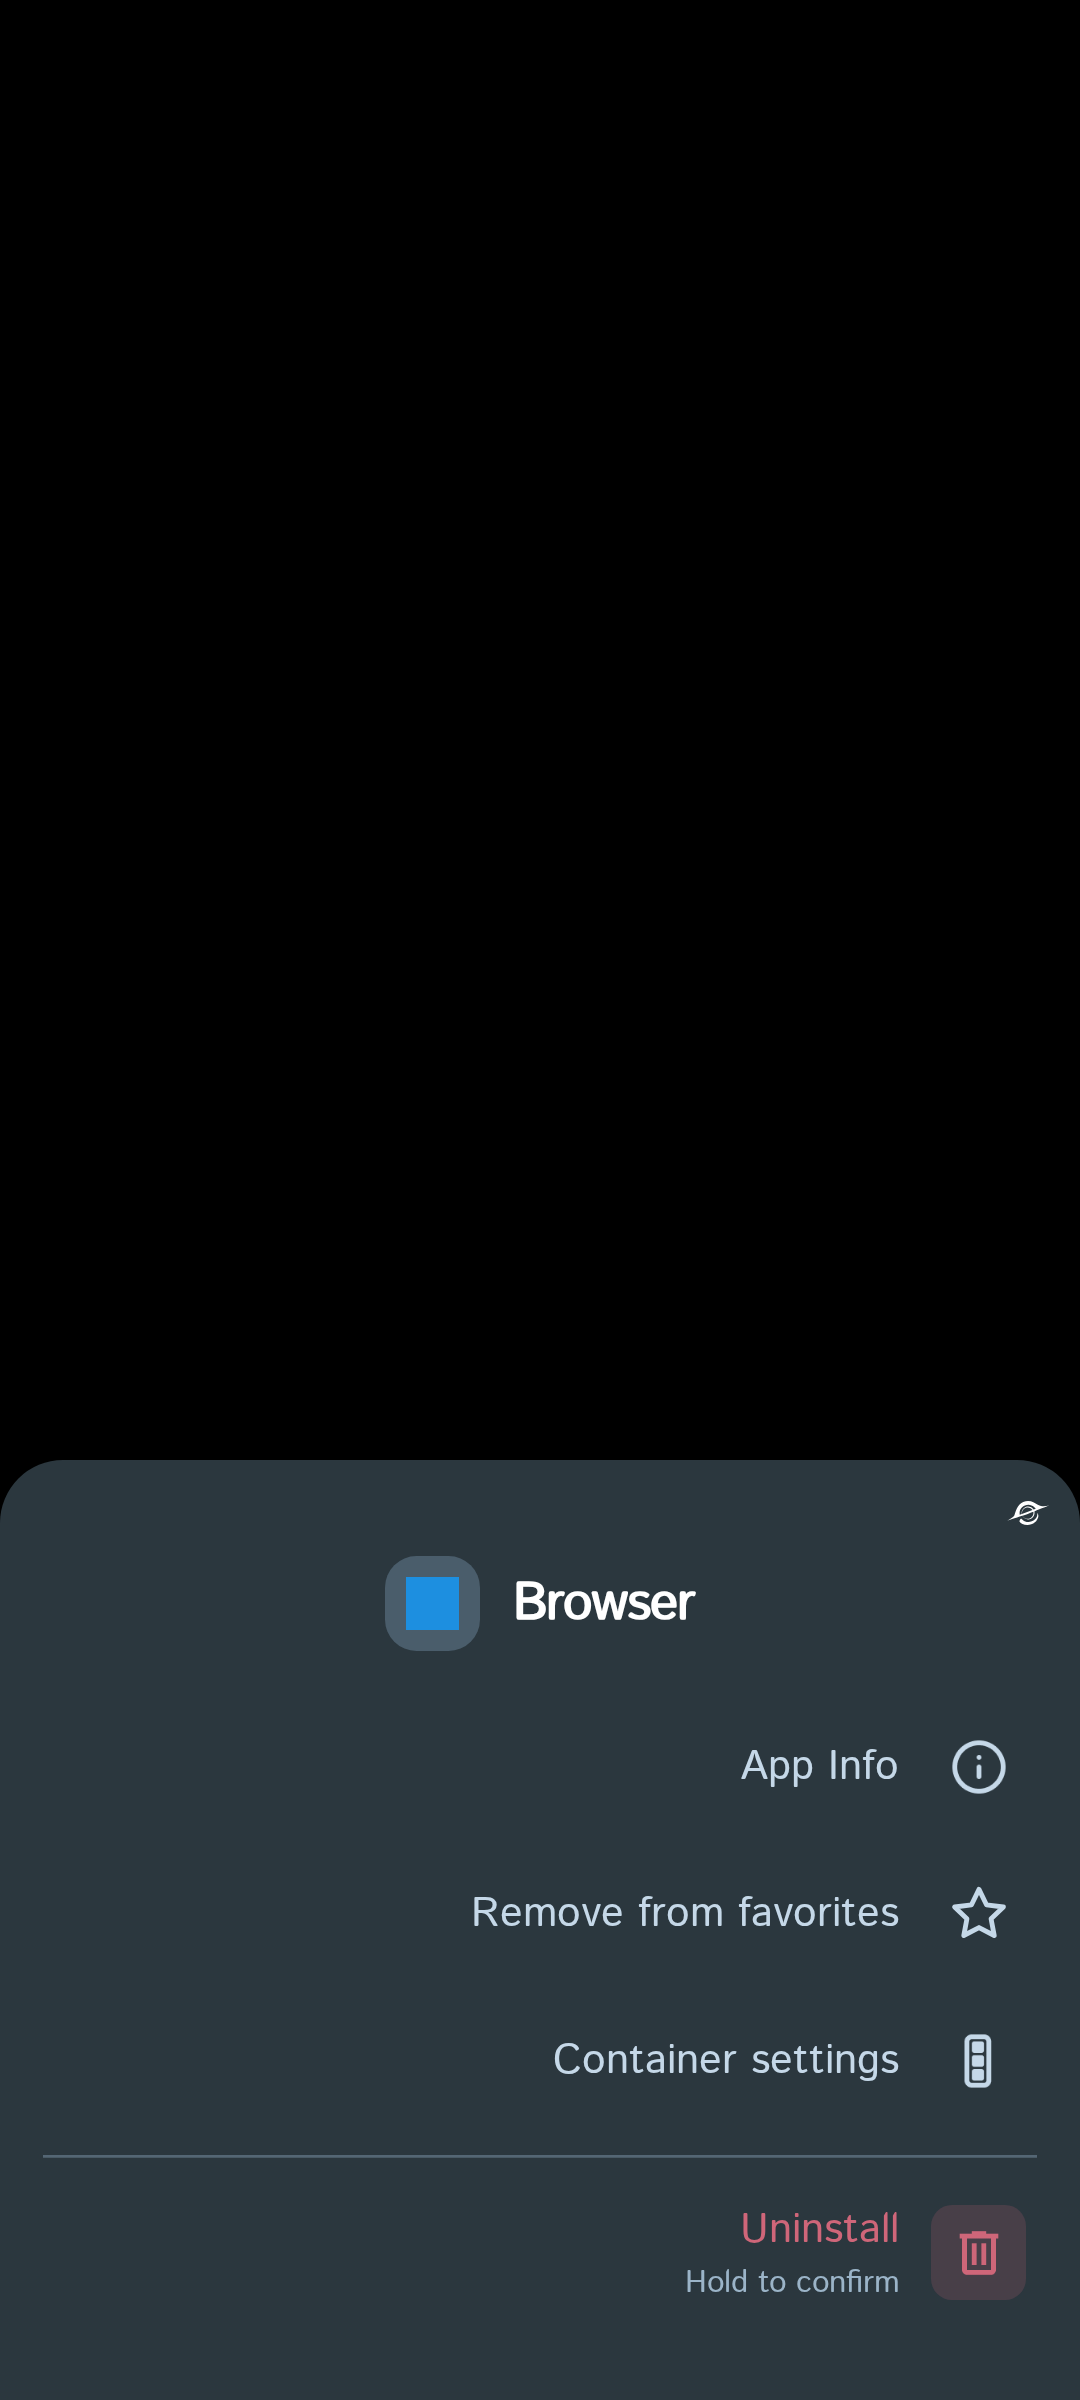 Browser
App Info
Remove from favorites
Container settings
Uninstall
Hold to confirm